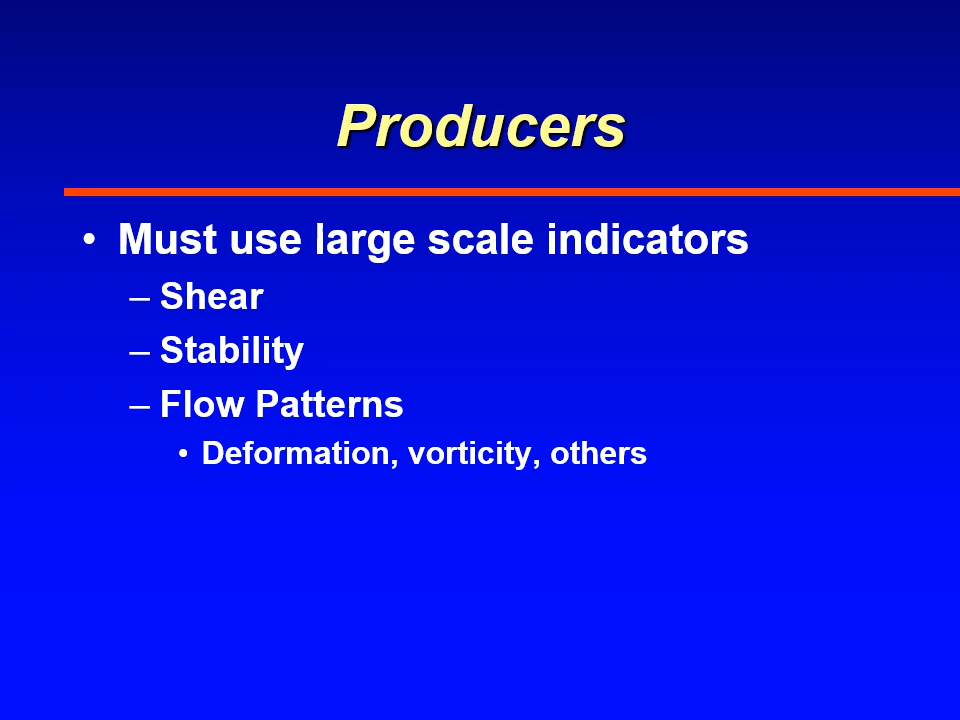 Producers
• Must use large scale indicators
– Shear
– Stability
– Flow Patterns
• Deformation, vorticity, others